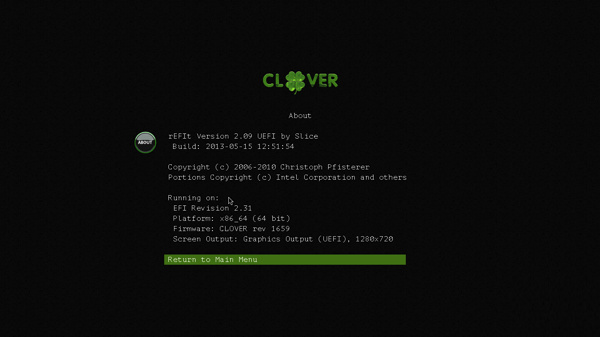 CLOVER
About
ABOUT
rEFIt Version 2.09 UEFI by Slice
Build: 2013-05-15 12:51:54
Copyright (c) 2006-2010 Christoph Pfisterer
Portions Copyright (c) Intel Corporation and others
Running on:
EFI Revision 2.31
Platform: x86_64 (64 bit)
Firmware: CLOVER rev 1659
Screen Output: Graphics Output (UEFI), 1280x720
Return to Main Menu